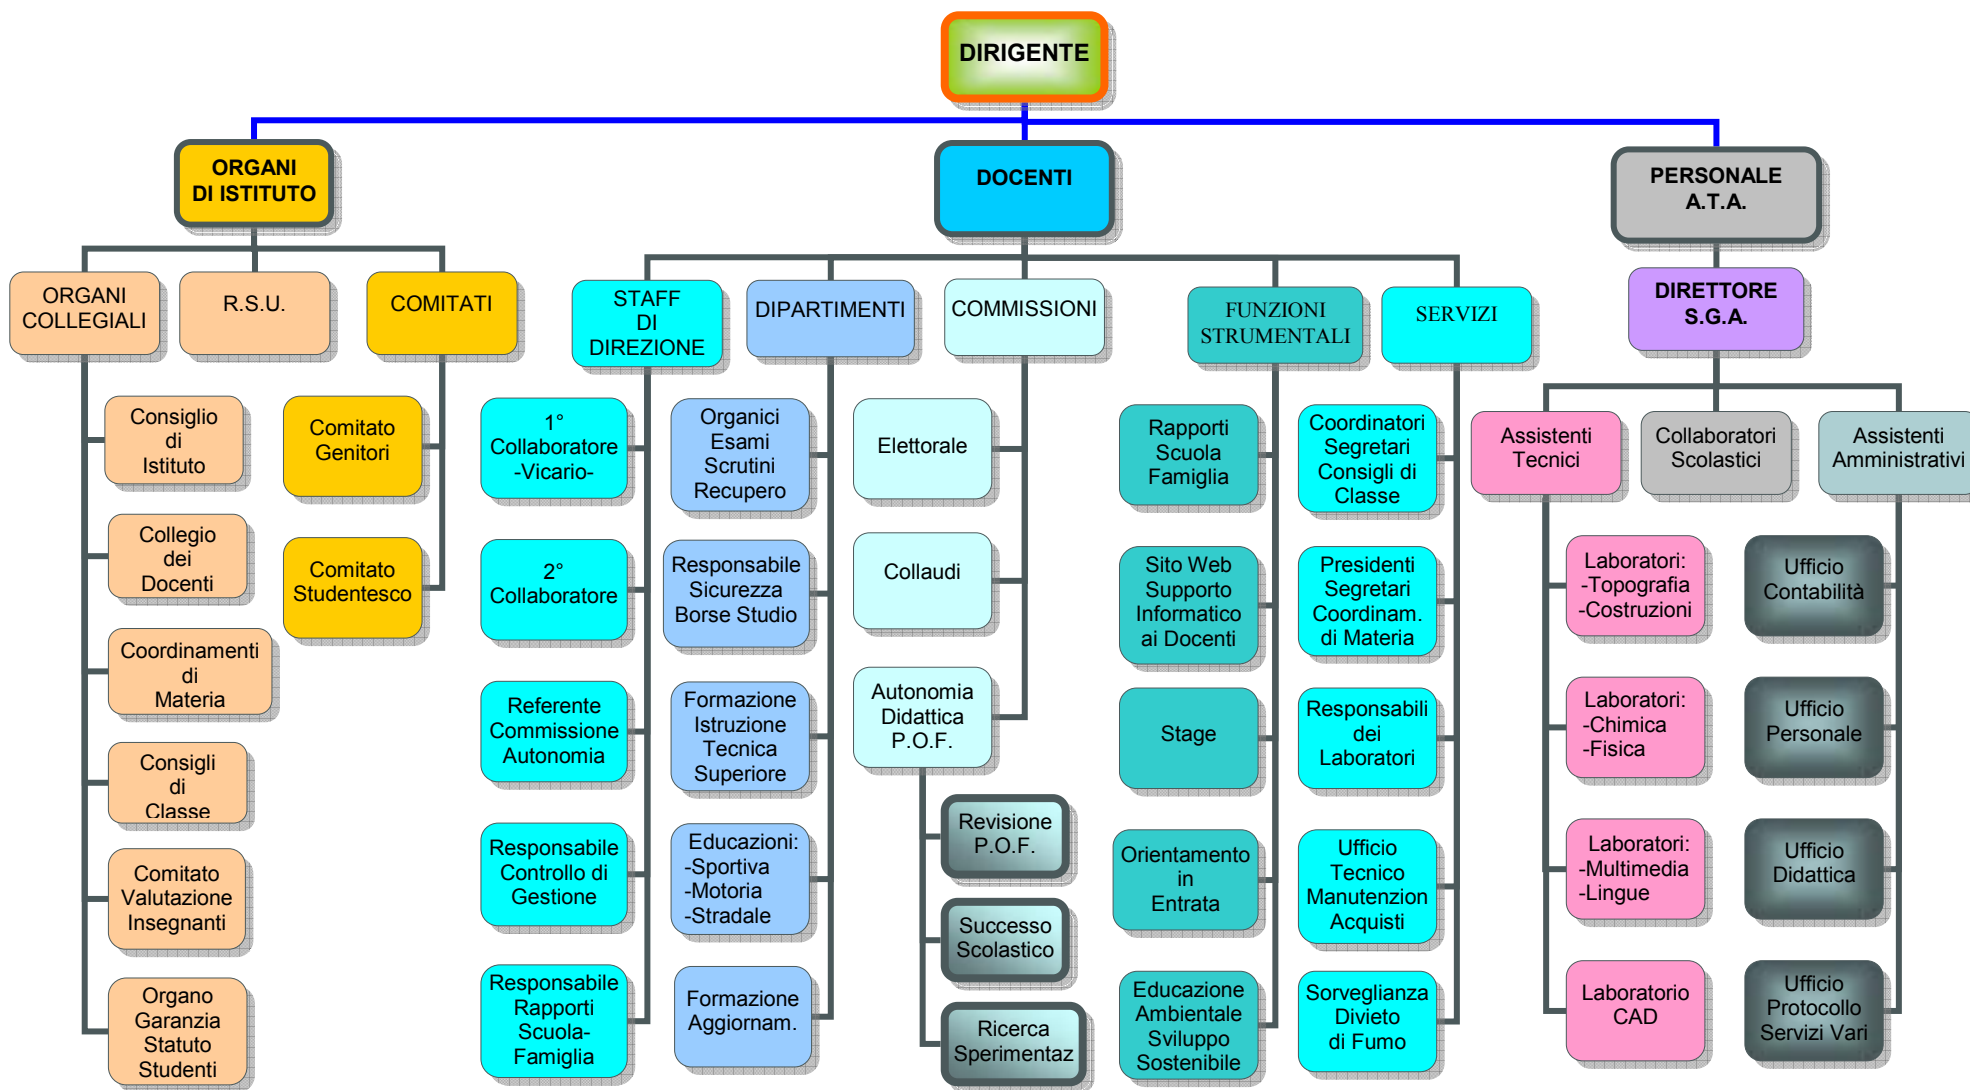 DIRIGENTE
ORGANI
DI ISTITUTO
DOCENTI
PERSONALE
A.T.A.
ORGANI
COLLEGIALI
R.S.U.
COMITATI
STAFF
DI
DIREZIONE
DIPARTIMENTI
COMMISSIONI
FUNZIONI
STRUMENTALI
SERVIZI
DIRETTORE
S.G.A.
Consiglio
di
Istituto
Collegio
dei
Docenti
Coordinamenti
di
Materia
Consigli
di
Classe
Comitato
Valutazione
Insegnanti
Organo
Garanzia
Statuto
Studenti
Comitato
Genitori
Comitato
Studentesco
1°
Collaboratore
-Vicario-
2°
Collaboratore
Referente
Commissione
Autonomia
Responsabile
Controllo di
Gestione
Responsabile
Rapporti
Scuola-
Famiglia
Organici
Esami
Scrutini
Recupero
Responsabile
Sicurezza
Borse Studio
Formazione
Istruzione
Tecnica
Superiore
Educazioni:
-Sportiva
-Motoria
-Stradale
Formazione
Aggiornam.
Elettorale
Collaudi
Autonomia
Didattica
P.O.F.
Revisione
P.O.F.
Successo
Scolastico
Ricerca
Sperimentaz
Rapporti
Scuola
Famiglia
Sito Web
Supporto
Informatico
ai Docenti
Stage
Orientamento
in
Entrata
Educazione
Ambientale
Sviluppo
Sostenibile
Coordinatori
Segretari
Consigli di
Classe
Presidenti
Segretari
Coordinam.
di Materia
Responsabili
dei
Laboratori
Ufficio
Tecnico
Manutenzion
Acquisti
Sorveglianza
Divieto
di Fumo
Assistenti
Tecnici
Collaboratori
Scolastici
Assistenti
Amministrativi
Laboratori:
-Topografia
-Costruzioni
Laboratori:
-Chimica
-Fisica
Laboratori:
-Multimedia
-Lingue
Laboratorio
CAD
Ufficio
Contabilità
Ufficio
Personale
Ufficio
Didattica
Ufficio
Protocollo
Servizi Vari